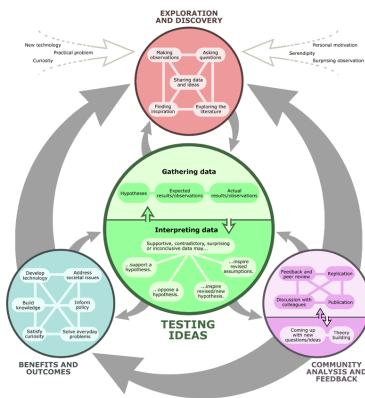 EXPLORATION
AND DISCOVERY
New technology
Practical problem
Curiosity
Personal motivation
Serendipity
Surprising observation
Making
observations
Asking
questions
Sharing data
and ideas
Finding
inspiration
Exploring the
literature
Gathering data
Hypotheses
Expected
results/observations
Actual
results/observations
Interpreting data
Supportive, contradictory, surprising
or inconclusive data may...
...support a
hypothesis.
...oppose a
hypothesis.
...inspire
revised/new hypothesis.
...inspire
revised
assumptions.
TESTING
IDEAS
Develop
technology
Address
societal issues
Build
knowledge
Inform
policy
Satisfy
curiosity
Solve everyday
problems
BENEFITS AND
OUTCOMES
Feedback and
peer review
Replication
Discussion with
colleagues
Publication
Coming up with
new
questions/ideas
Theory
building
COMMUNITY
ANALYSIS AND
FEEDBACK